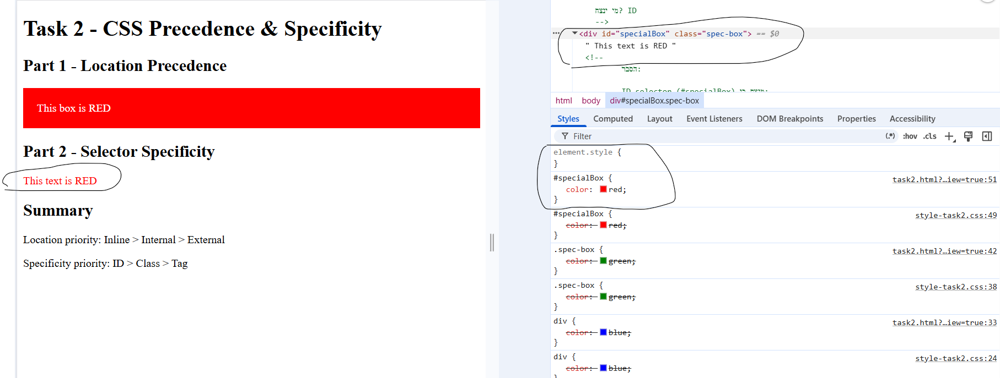 Task 2 - CSS Precedence & Specificity
Part 1 - Location Precedence
This box is RED
Part 2 - Selector Specificity
This text is RED
Summary
Location priority: Inline > Internal > External
Specificity priority: ID > Class > Tag
מי ינצח? ID
-->
<div id="specialBox" class="spec-box"> == $0
" This text is RED "
<!--
הסבר:
ID selector (#specialBox) מנצח כי:
html body div#specialBox.spec-box
Styles Computed Layout Event Listeners DOM Breakpoints Properties Accessibility
Filter (.*) :hov .cls
element.style {
}
#specialBox { task2.html?…iew=true:51
color: red;
}
#specialBox { style-task2.css:49
color: red;
}
.spec-box { task2.html?…iew=true:42
color: green;
}
.spec-box { style-task2.css:38
color: green;
}
div { task2.html?…iew=true:33
color: blue;
}
div { style-task2.css:24
color: blue;
}